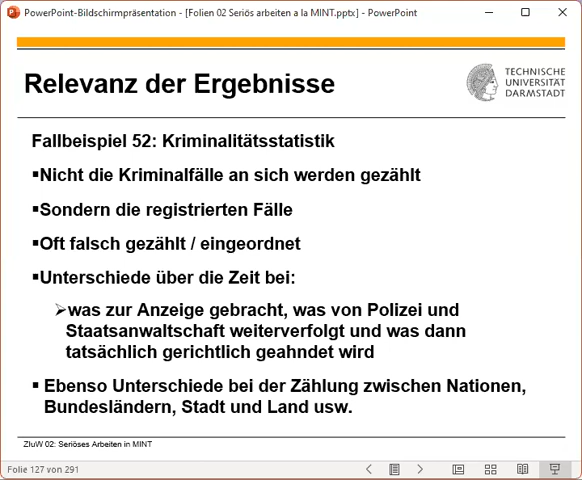 PowerPoint-Bildschirmpräsentation - [Folien 02 Seriös arbeiten a la MINT.pptx] - PowerPoint
Relevanz der Ergebnisse
TECHNISCHE
UNIVERSITÄT
DARMSTADT
Fallbeispiel 52: Kriminalitätsstatistik
▪Nicht die Kriminalfälle an sich werden gezählt
▪Sondern die registrierten Fälle
▪Oft falsch gezählt / eingeordnet
▪Unterschiede über die Zeit bei:
➢was zur Anzeige gebracht, was von Polizei und
Staatsanwaltschaft weiterverfolgt und was dann
tatsächlich gerichtlich geahndet wird
▪ Ebenso Unterschiede bei der Zählung zwischen Nationen,
Bundesländern, Stadt und Land usw.
ZIuW 02: Seriöses Arbeiten in MINT
Folie 127 von 291